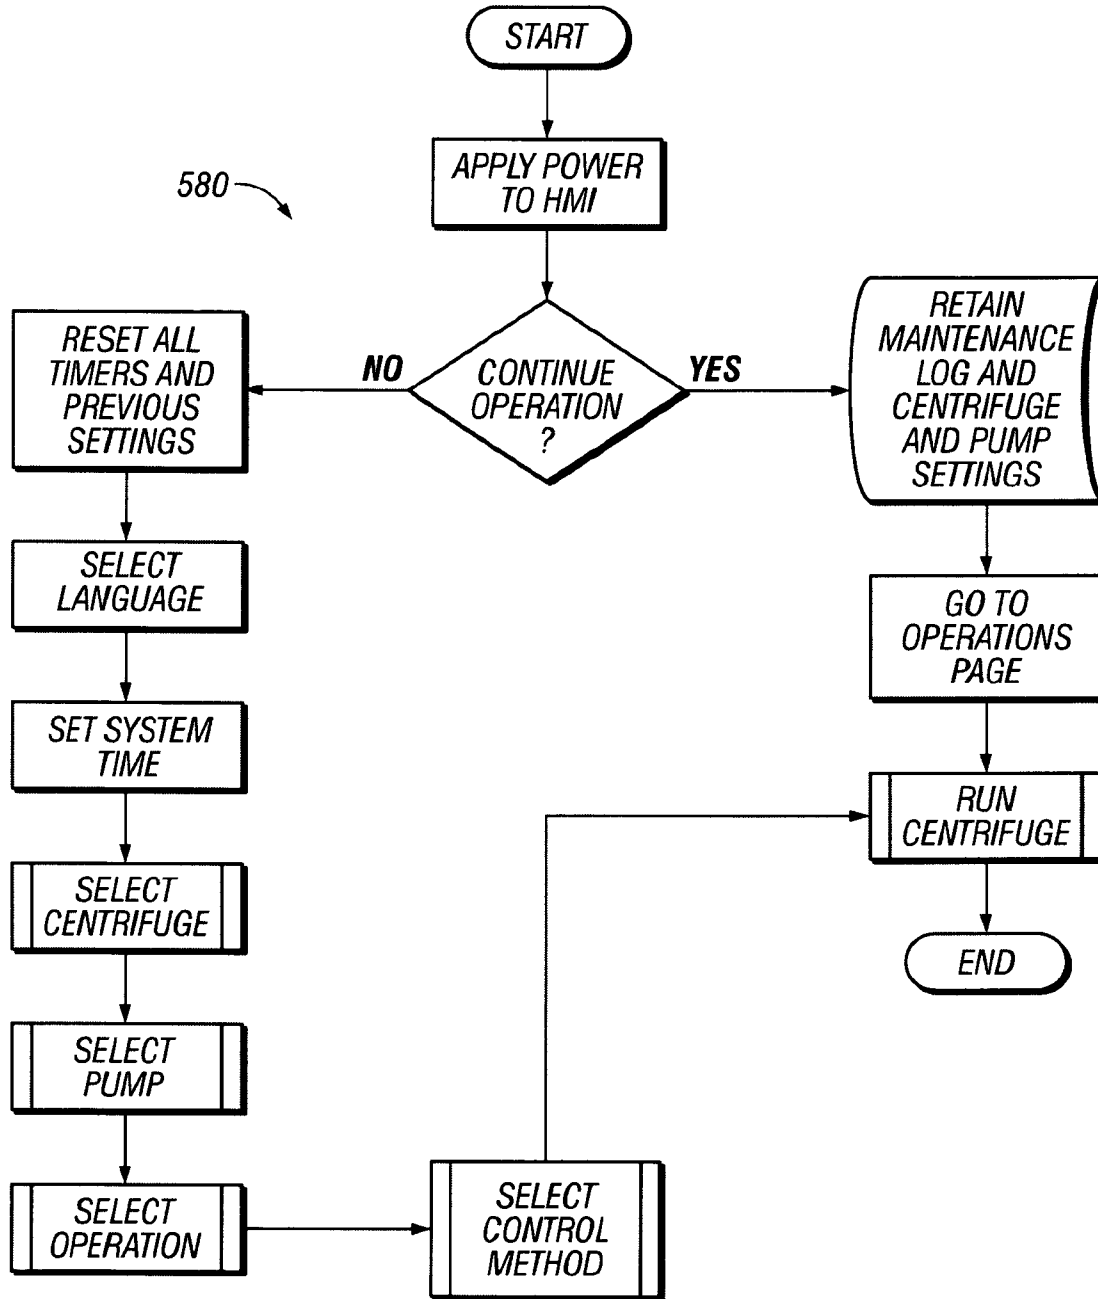 START
APPLY POWER
TO HMI
580
CONTINUE
OPERATION
?
NO
YES
RESET ALL
TIMERS AND
PREVIOUS
SETTINGS
SELECT
LANGUAGE
SET SYSTEM
TIME
SELECT
CENTRIFUGE
SELECT
PUMP
SELECT
OPERATION
SELECT
CONTROL
METHOD
RETAIN
MAINTENANCE
LOG AND
CENTRIFUGE
AND PUMP
SETTINGS
GO TO
OPERATIONS
PAGE
RUN
CENTRIFUGE
END